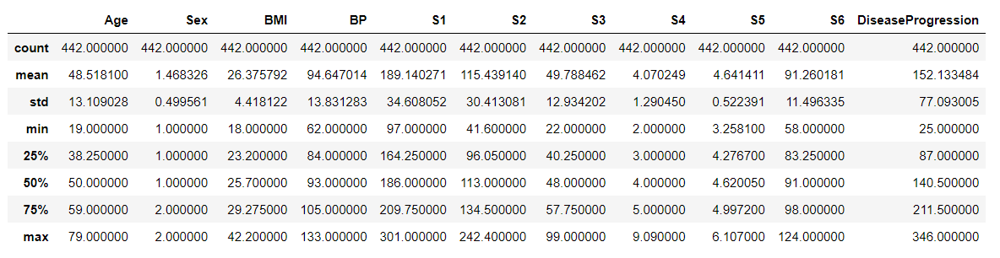 Age Sex BMI BP S1 S2 S3 S4 S5 S6 DiseaseProgression
count 442.000000 442.000000 442.000000 442.000000 442.000000 442.000000 442.000000 442.000000 442.000000 442.000000 442.000000
mean 48.518100 1.468326 26.375792 94.647014 189.140271 115.439140 49.788462 4.070249 4.641411 91.260181 152.133484
std 13.109028 0.499561 4.418122 13.831283 34.608052 30.413081 12.934202 1.290450 0.522391 11.496335 77.093005
min 19.000000 1.000000 18.000000 62.000000 97.000000 41.600000 22.000000 2.000000 3.258100 58.000000 25.000000
25% 38.250000 1.000000 23.200000 84.000000 164.250000 96.050000 40.250000 3.000000 4.276700 83.250000 87.000000
50% 50.000000 1.000000 25.700000 93.000000 186.000000 113.000000 48.000000 4.000000 4.620050 91.000000 140.500000
75% 59.000000 2.000000 29.275000 105.000000 209.750000 134.500000 57.750000 5.000000 4.997200 98.000000 211.500000
max 79.000000 2.000000 42.200000 133.000000 301.000000 242.400000 99.000000 9.090000 6.107000 124.000000 346.000000